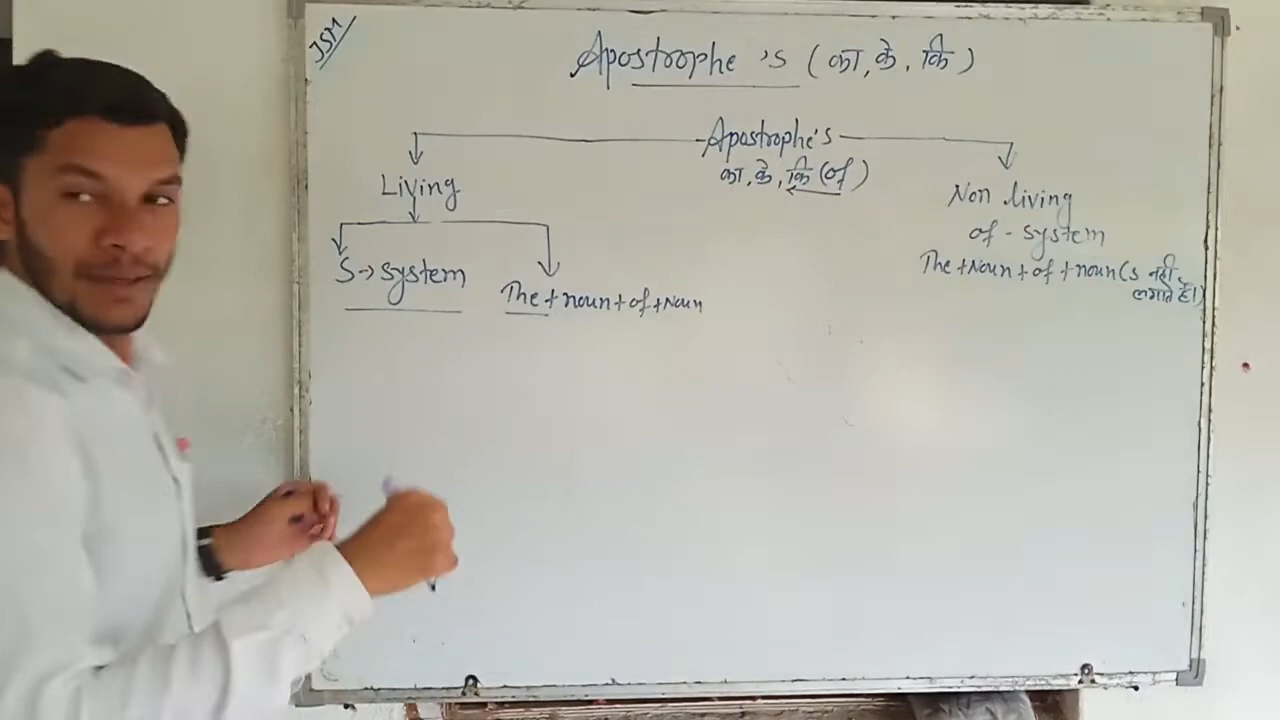 JSM
Apostrophe 's (का, के, कि)
Apostrophe's
का, के, कि (of)
Living
S → System
The + noun + of + Noun
Non living
of - system
The + Noun + of + noun (s नही
लगाते है।)